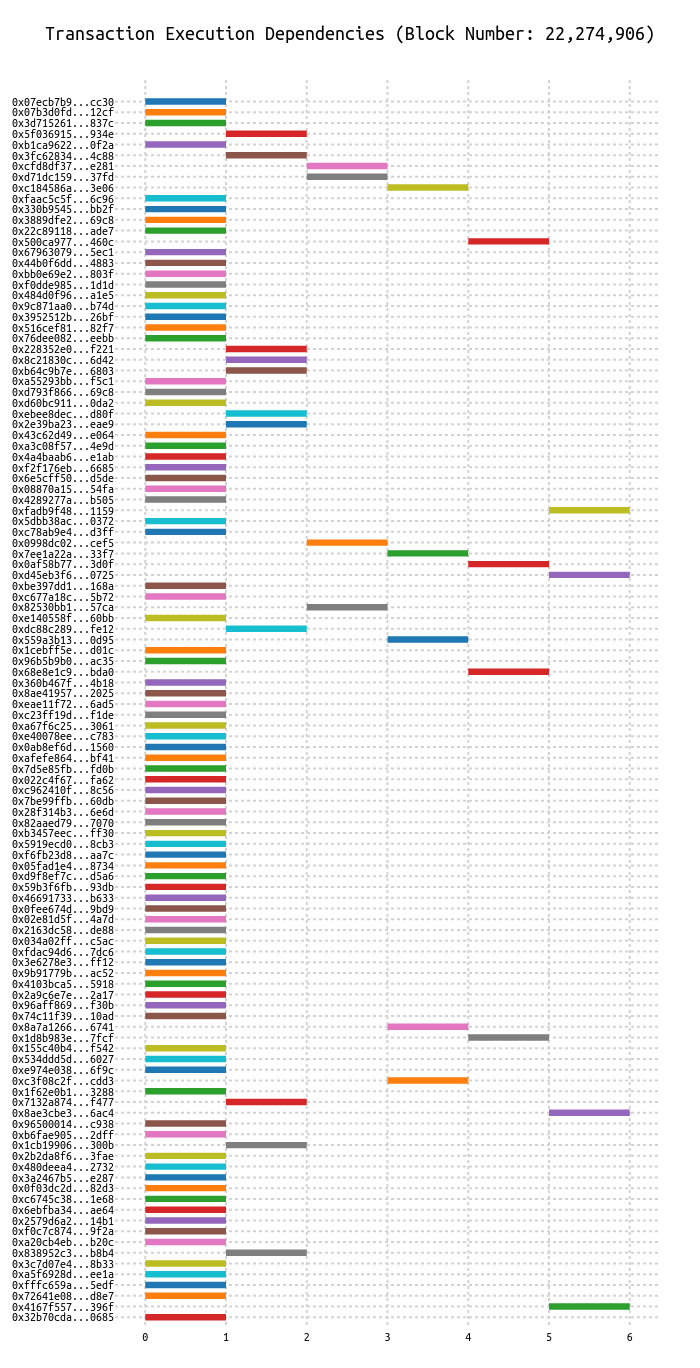 Transaction Execution Dependencies (Block Number: 22,274,906)
0x07ecb7b9...cc30
0x07b3d0fd...12cf
0x3d715261...837c
0x5f036915...934e
0xb1ca9622...0f2a
0x3fc62834...4c88
0xcfd8df37...e281
0xd71dc159...37fd
0xc184586a...3e06
0xfaac5c5f...6c96
0x330b9545...bb2f
0x3889dfe2...69c8
0x22c89118...ade7
0x500ca977...460c
0x67963079...5ec1
0x44b0f6dd...4883
0xbb0e69e2...803f
0xf0dde985...1d1d
0x484d0f96...a1e5
0x9c871aa0...b74d
0x3952512b...26bf
0x516cef81...82f7
0x76dee082...eebb
0x228352e0...f221
0x8c21830c...6d42
0xb64c9b7e...6803
0xa55293bb...f5c1
0xd793f866...69c8
0xd60bc911...0da2
0xebee8dec...d80f
0x2e39ba23...eae9
0x43c62d49...e064
0xa3c08f57...4e9d
0x4a4baab6...e1ab
0xf2f176eb...6685
0x6e5cff50...d5de
0x08870a15...54fa
0x4289277a...b505
0xfadb9f48...1159
0x5dbb38ac...0372
0xc78ab9e4...d3ff
0x0998dc02...cef5
0x7ee1a22a...33f7
0x0af58b77...3d0f
0xd45eb3f6...0725
0xbe397dd1...168a
0xc677a18c...5b72
0x82530bb1...57ca
0xe140558f...60bb
0xdc88c289...fe12
0x559a3b13...0d95
0x1cebff5e...d01c
0x96b5b9b0...ac35
0x68e8e1c9...bda0
0x360b467f...4b18
0x8ae41957...2025
0xeae11f72...6ad5
0xc23ff19d...f1de
0xa67f6c25...3061
0xe40078ee...c783
0x0ab8ef6d...1560
0xafefe864...bf41
0x7d5e85fb...fd0b
0x022c4f67...fa62
0xc962410f...8c56
0x7be99ffb...60db
0x28f314b3...6e6d
0x82aaed79...7070
0xb3457eec...ff30
0x5919ecd0...8cb3
0xf6fb23d8...aa7c
0x05fad1e4...8734
0xd9f8ef7c...d5a6
0x59b3f6fb...93db
0x46691733...b633
0x0fee674d...9bd9
0x02e81d5f...4a7d
0x2163dc58...de88
0x034a02ff...c5ac
0xfdac94d6...7dc6
0x3e6278e3...ff12
0x9b91779b...ac52
0x4103bca5...5918
0x2a9c6e7e...2a17
0x96aff869...f30b
0x74c11f39...10ad
0x8a7a1266...6741
0x1d8b983e...7fcf
0x155c40b4...f542
0x534ddd5d...6027
0xe974e038...6f9c
0xc3f08c2f...cdd3
0x1f62e0b1...3288
0x7132a874...f477
0x8ae3cbe3...6ac4
0x96500014...c938
0xb6fae905...2dff
0x1cb19906...300b
0x2b2da8f6...3fae
0x480deea4...2732
0x3a2467b5...e287
0x0f03dc2d...82d3
0xc6745c38...1e68
0x6ebfba34...ae64
0x2579d6a2...14b1
0xf0c7c874...9f2a
0xa20cb4eb...b20c
0x838952c3...b8b4
0x3c7d07e4...8b33
0xa5f6928d...ee1a
0xfffc659a...5edf
0x72641e08...d8e7
0x4167f557...396f
0x32b70cda...0685
0 1 2 3 4 5 6